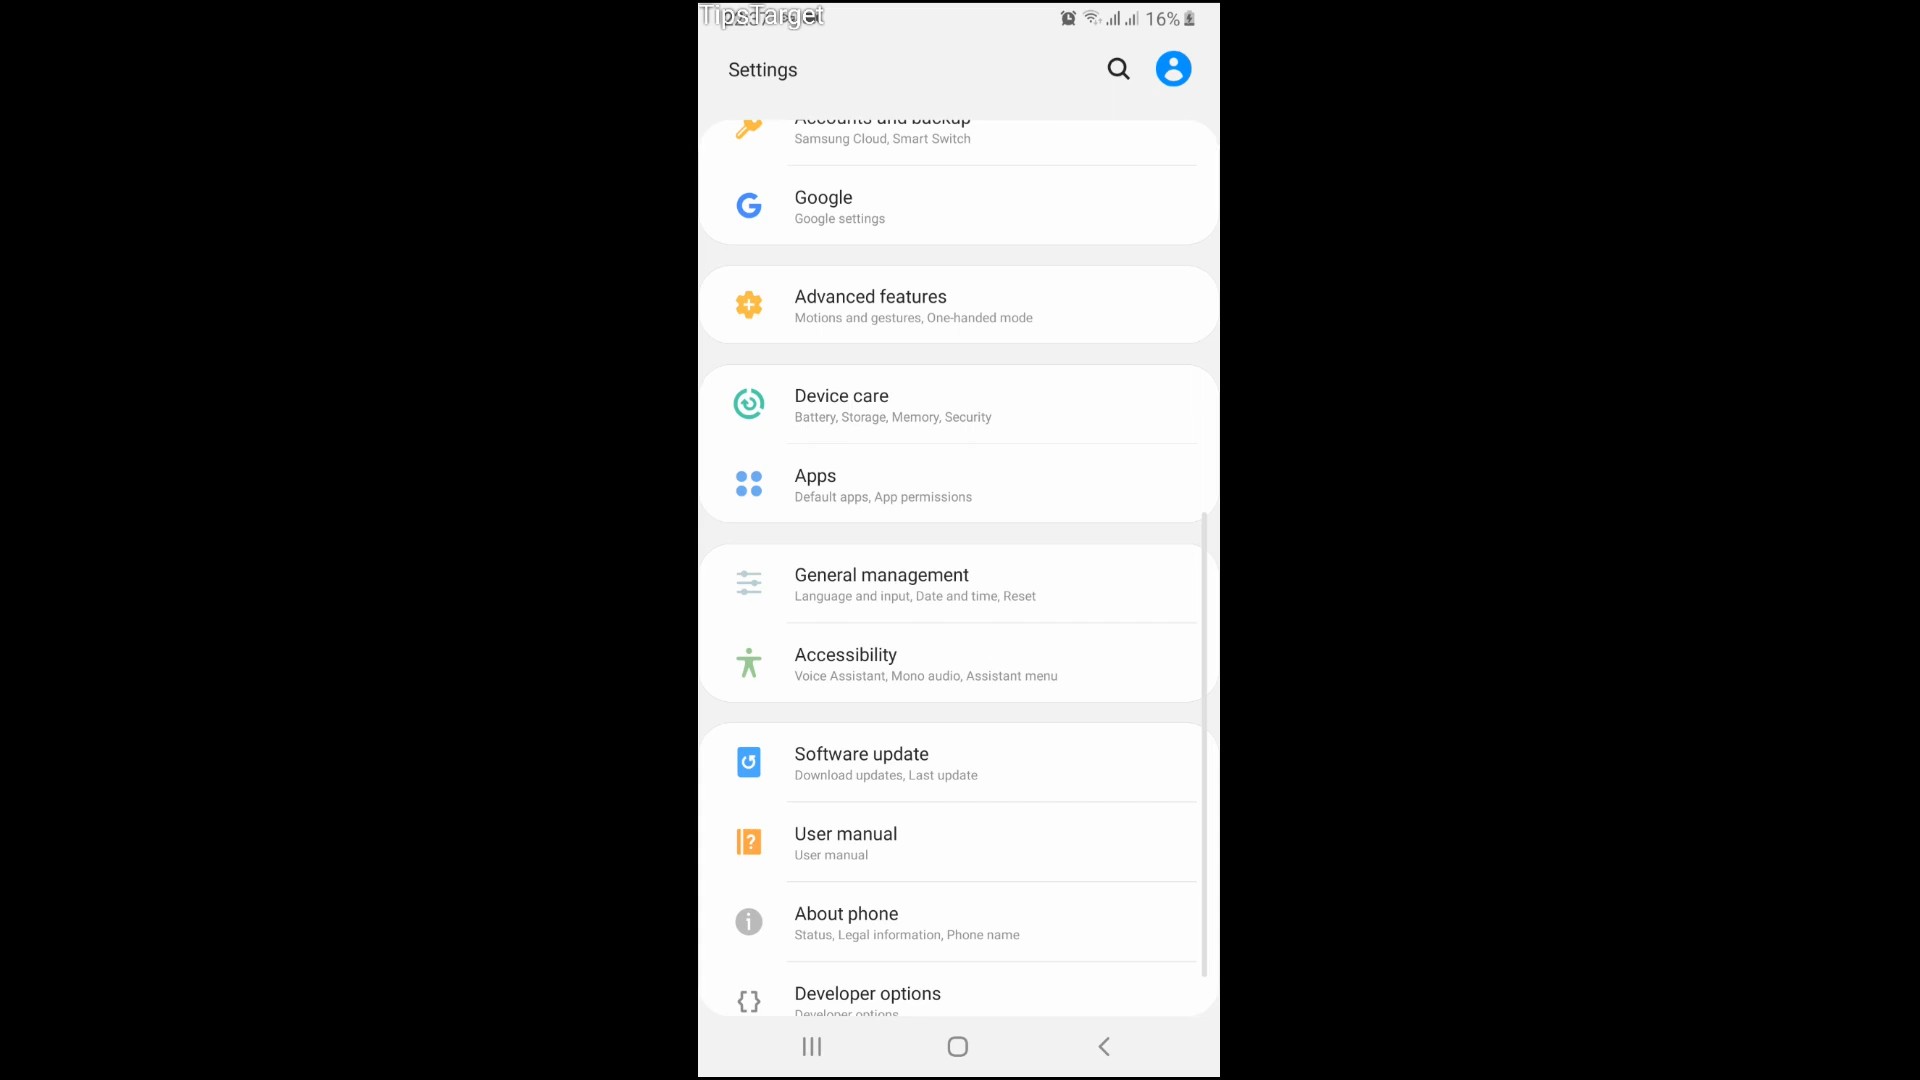 TipsTarget
16%
Settings
Accounts and backup
Samsung Cloud, Smart Switch
Google
Google settings
Advanced features
Motions and gestures, One-handed mode
Device care
Battery, Storage, Memory, Security
Apps
Default apps, App permissions
General management
Language and input, Date and time, Reset
Accessibility
Voice Assistant, Mono audio, Assistant menu
Software update
Download updates, Last update
User manual
User manual
About phone
Status, Legal information, Phone name
Developer options
Developer options